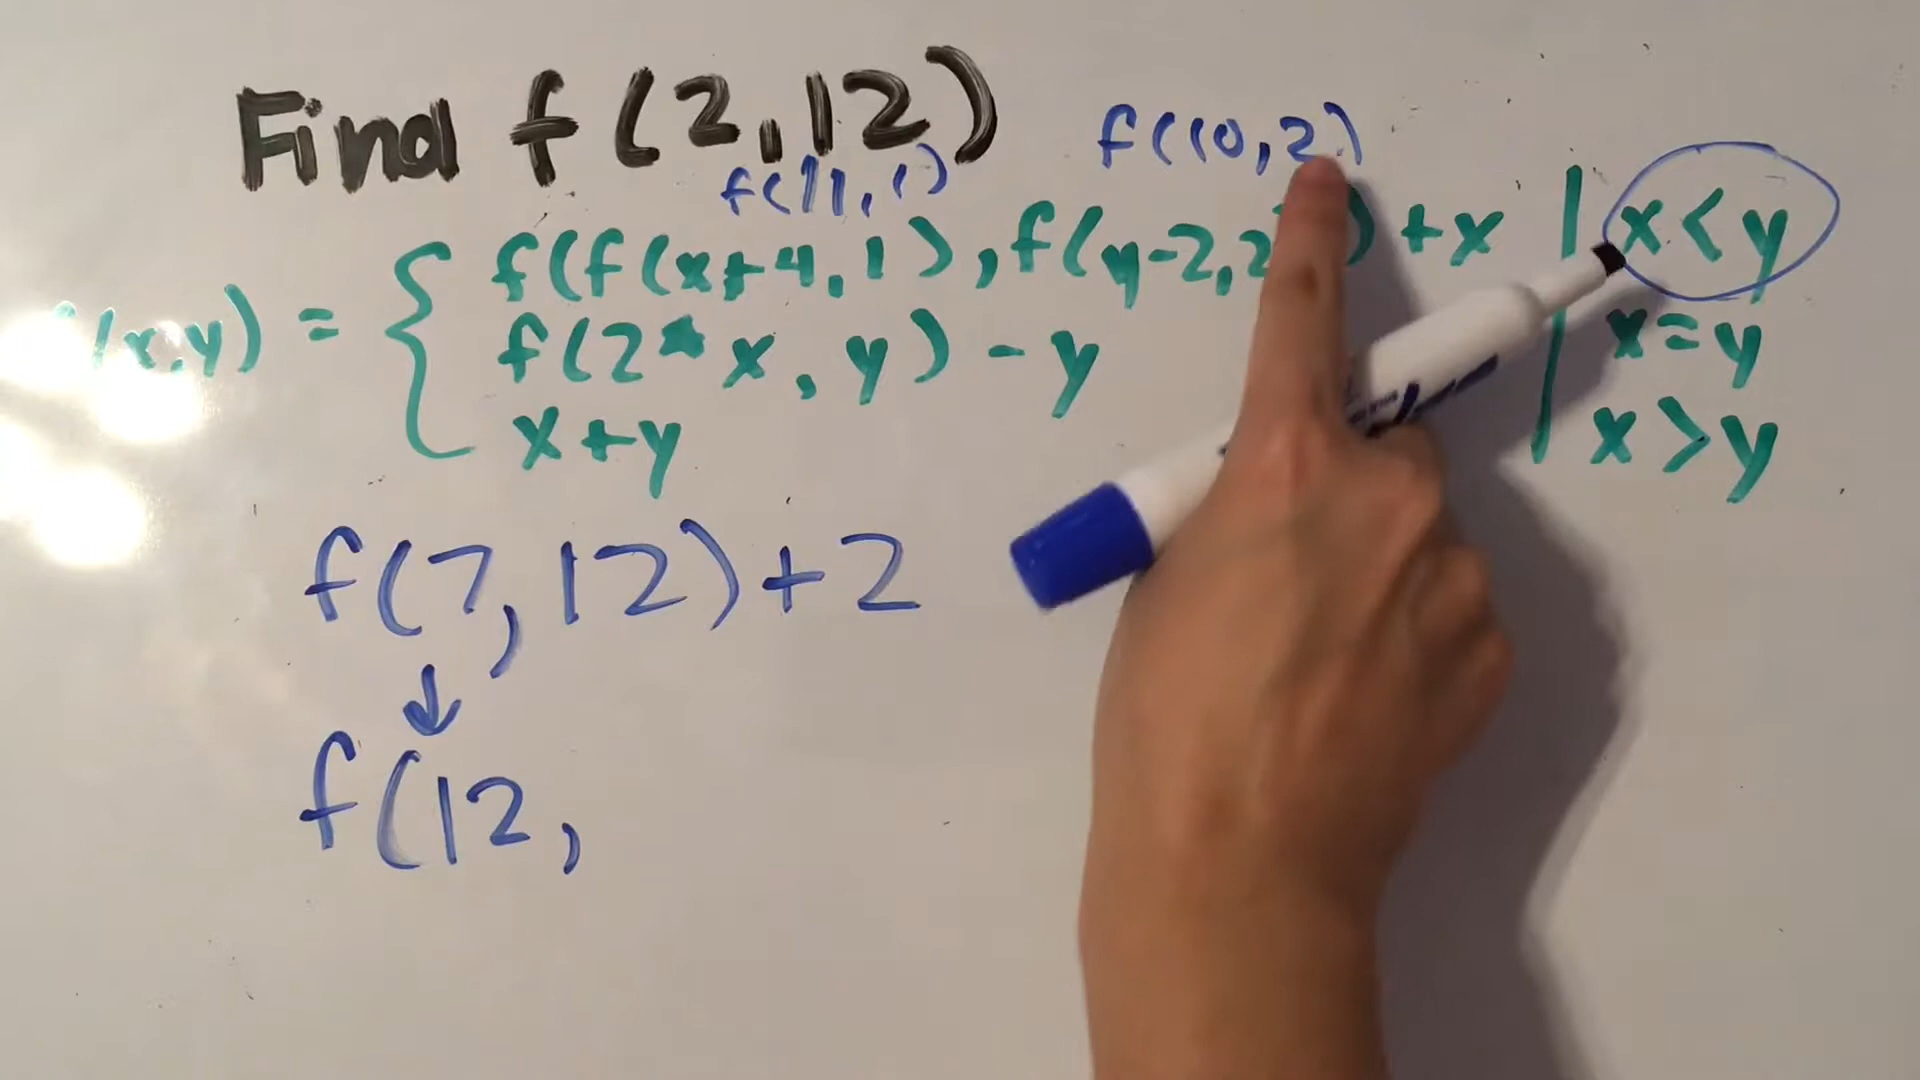 Find f(2,12)
f(11,1) f(10,2)
(x,y) = { f(f(x+4,1),f(y-2,2)) +x | x<y
f(2*x,y)-y | x=y
x+y | x>y
f(7,12)+2
↓
f(12,